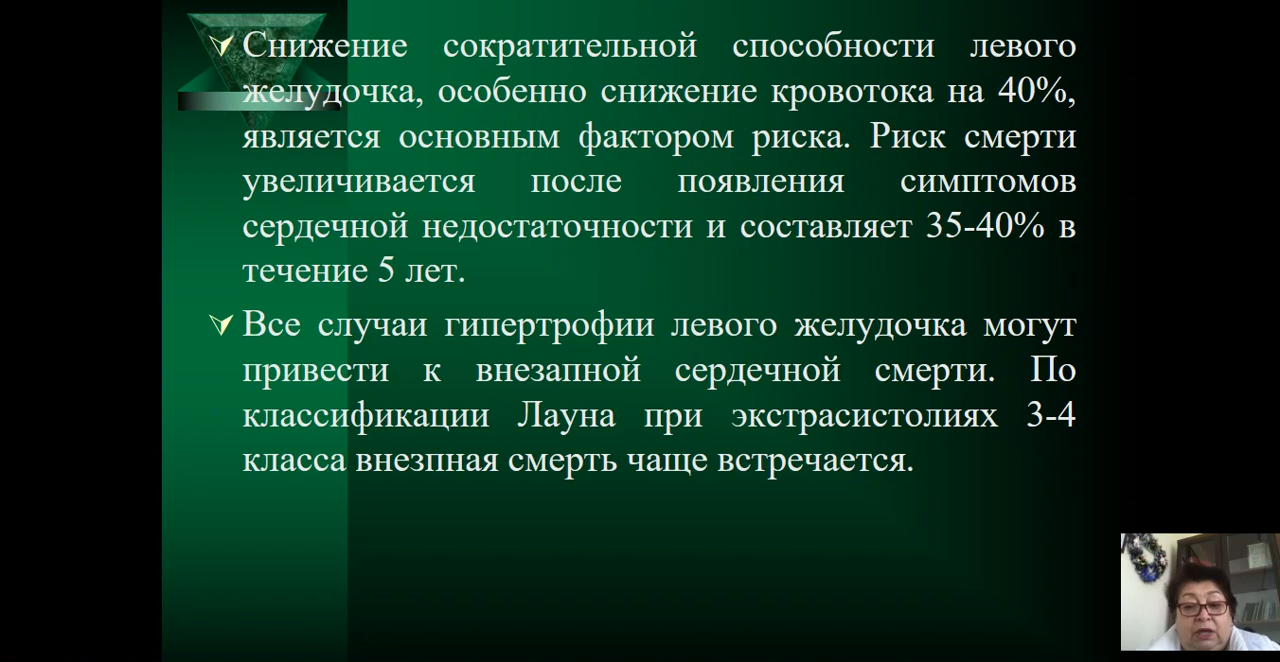 Снижение сократительной способности левого
желудочка, особенно снижение кровотока на 40%,
является основным фактором риска. Риск смерти
увеличивается после появления симптомов
сердечной недостаточности и составляет 35-40% в
течение 5 лет.
Все случаи гипертрофии левого желудочка могут
привести к внезапной сердечной смерти. По
классификации Лауна при экстрасистолиях 3-4
класса внезпная смерть чаще встречается.